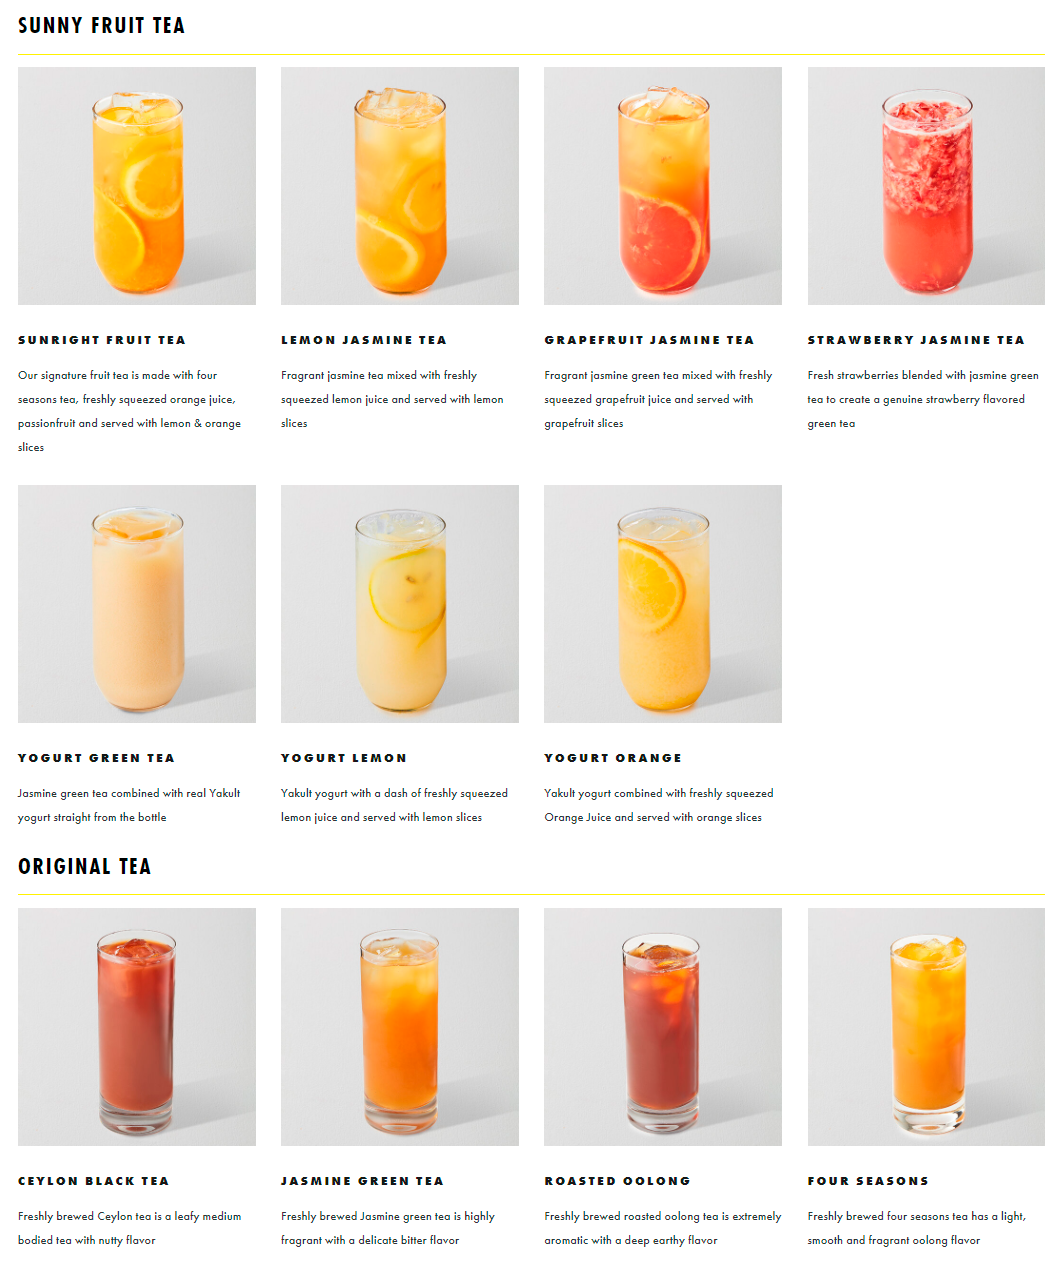 SUNNY FRUIT TEA
SUNRIGHT FRUIT TEA
Our signature fruit tea is made with four
seasons tea, freshly squeezed orange juice,
passionfruit and served with lemon & orange
slices
LEMON JASMINE TEA
Fragrant jasmine tea mixed with freshly
squeezed lemon juice and served with lemon
slices
GRAPEFRUIT JASMINE TEA
Fragrant jasmine green tea mixed with freshly
squeezed grapefruit juice and served with
grapefruit slices
STRAWBERRY JASMINE TEA
Fresh strawberries blended with jasmine green
tea to create a genuine strawberry flavored
green tea
YOGURT GREEN TEA
Jasmine green tea combined with real Yakult
yogurt straight from the bottle
YOGURT LEMON
Yakult yogurt with a dash of freshly squeezed
lemon juice and served with lemon slices
YOGURT ORANGE
Yakult yogurt combined with freshly squeezed
Orange Juice and served with orange slices
ORIGINAL TEA
CEYLON BLACK TEA
Freshly brewed Ceylon tea is a leafy medium
bodied tea with nutty flavor
JASMINE GREEN TEA
Freshly brewed Jasmine green tea is highly
fragrant with a delicate bitter flavor
ROASTED OOLONG
Freshly brewed roasted oolong tea is extremely
aromatic with a deep earthy flavor
FOUR SEASONS
Freshly brewed four seasons tea has a light,
smooth and fragrant oolong flavor